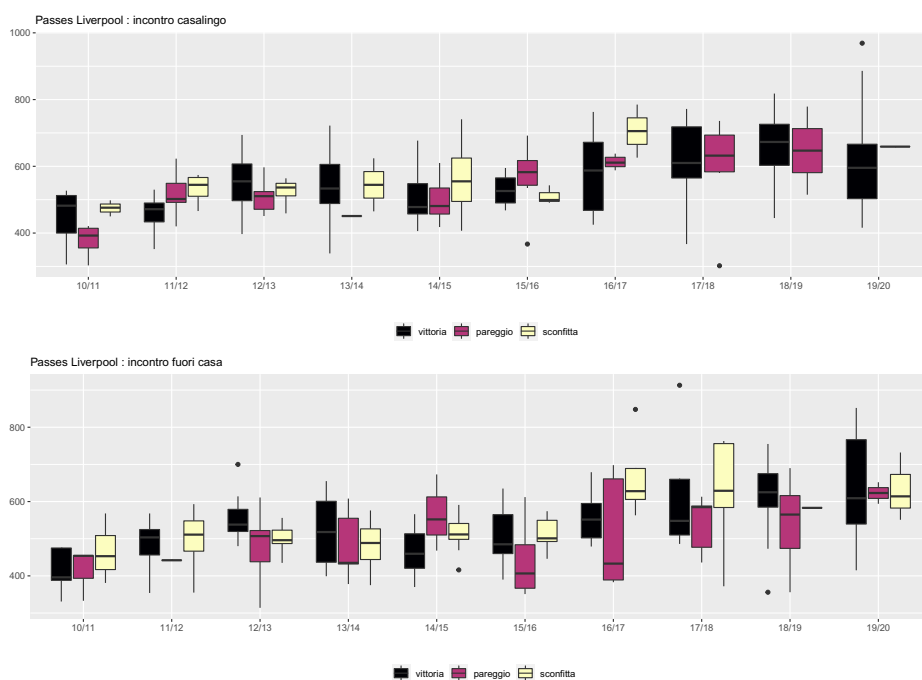 Passes Liverpool : incontro casalingo
1000
800
600
400
10/11 11/12 12/13 13/14 14/15 15/16 16/17 17/18 18/19 19/20
vittoria pareggio sconfitta
Passes Liverpool : incontro fuori casa
800
600
400
10/11 11/12 12/13 13/14 14/15 15/16 16/17 17/18 18/19 19/20
vittoria pareggio sconfitta